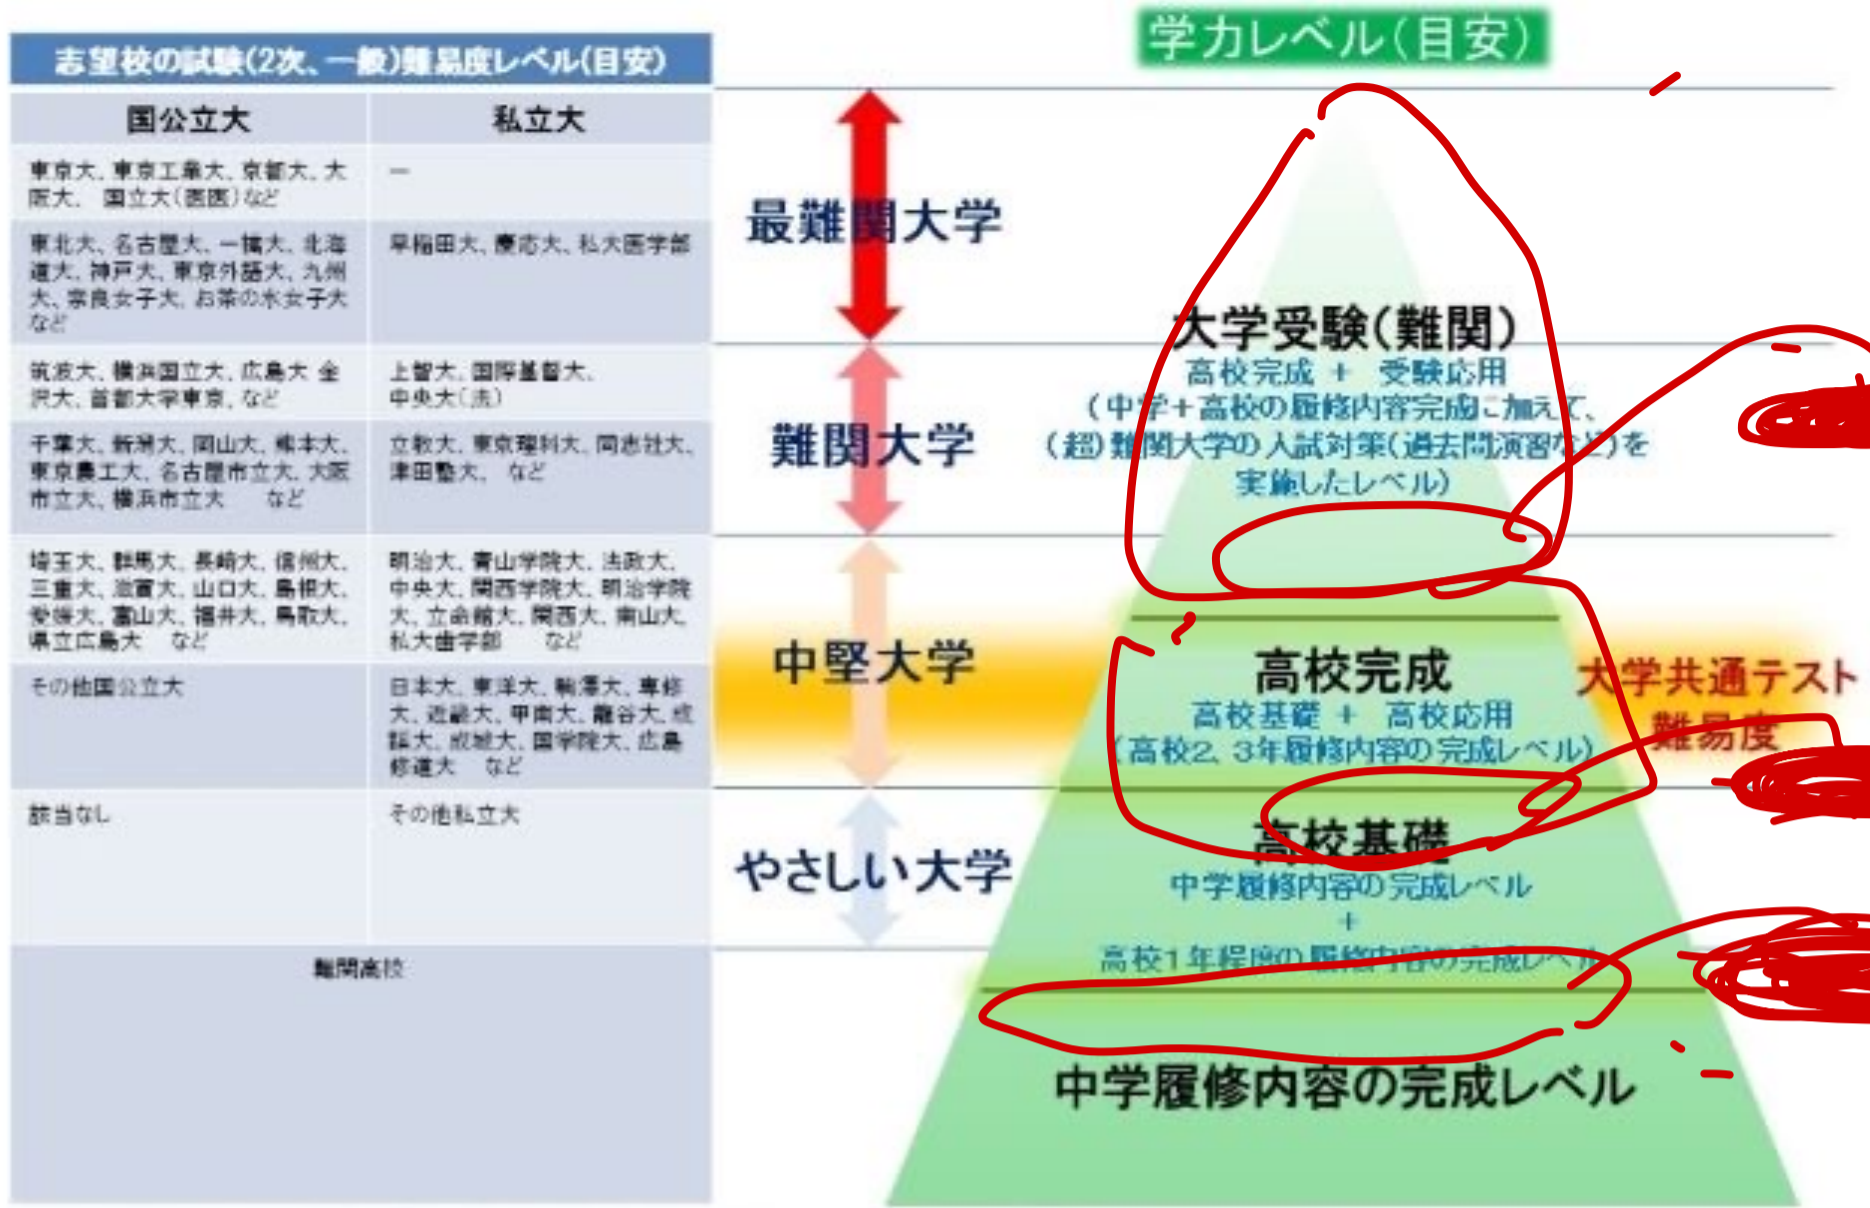 学力レベル(目安)
志望校の試験(2次、一般)難易度レベル(目安)
国公立大
私立大
東京大、東京工業大、京都大、大
阪大、 国立大(医医)など
―
東北大、名古屋大、一橋大、北海
道大、神戸大、東京外語大、九州
大、奈良女子大、お茶の水女子大
など
早稲田大、慶応大、私大医学部
筑波大、横浜国立大、広島大 金
沢大、首都大学東京、など
上智大、国際基督大、
中央大(法)
千葉大、新潟大、岡山大、熊本大、
東京農工大、名古屋市立大、大阪
市立大、横浜市立大 など
立教大、東京理科大、同志社大、
津田塾大、 など
埼玉大、群馬大、長崎大、信州大、
三重大、滋賀大、山口大、島根大、
愛媛大、富山大、福井大、鳥取大、
県立広島大 など
明治大、青山学院大、法政大、
中央大、関西学院大、明治学院
大、立命館大、関西大、南山大、
私大歯学部 など
その他国公立大
日本大、東洋大、駒澤大、専修
大、近畿大、甲南大、龍谷大、成
蹊大、成城大、国学院大、広島
修道大 など
該当なし
その他私立大
難関高校
最難関大学
難関大学
中堅大学
やさしい大学
大学受験(難関)
高校完成 + 受験応用
(中学+高校の履修内容完成に加えて、
(超)難関大学の入試対策(過去問演習など)を
実施したレベル)
高校完成
高校基礎 + 高校応用
(高校2、3年履修内容の完成レベル)
大学共通テスト
難易度
高校基礎
中学履修内容の完成レベル
+
高校1年程度の履修内容の完成レベル
中学履修内容の完成レベル